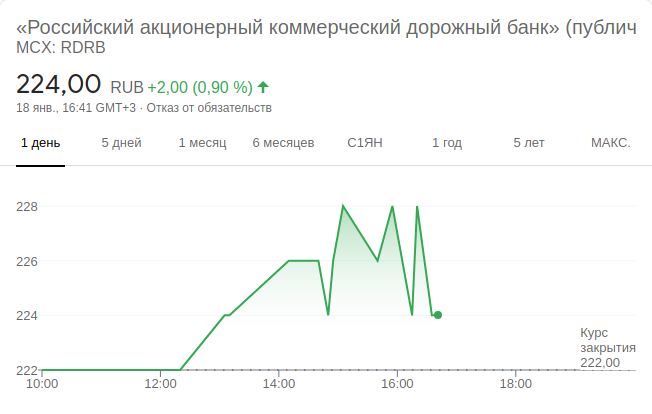 «Российский акционерный коммерческий дорожный банк» (публич
MCX: RDRB
224,00 RUB +2,00 (0,90 %)
18 янв., 16:41 GMT+3 · Отказ от обязательств
1 день 5 дней 1 месяц 6 месяцев С1ЯН 1 год 5 лет МАКС.
228
226
224
Курс
закрытия
222,00
222
10:00 12:00 14:00 16:00 18:00